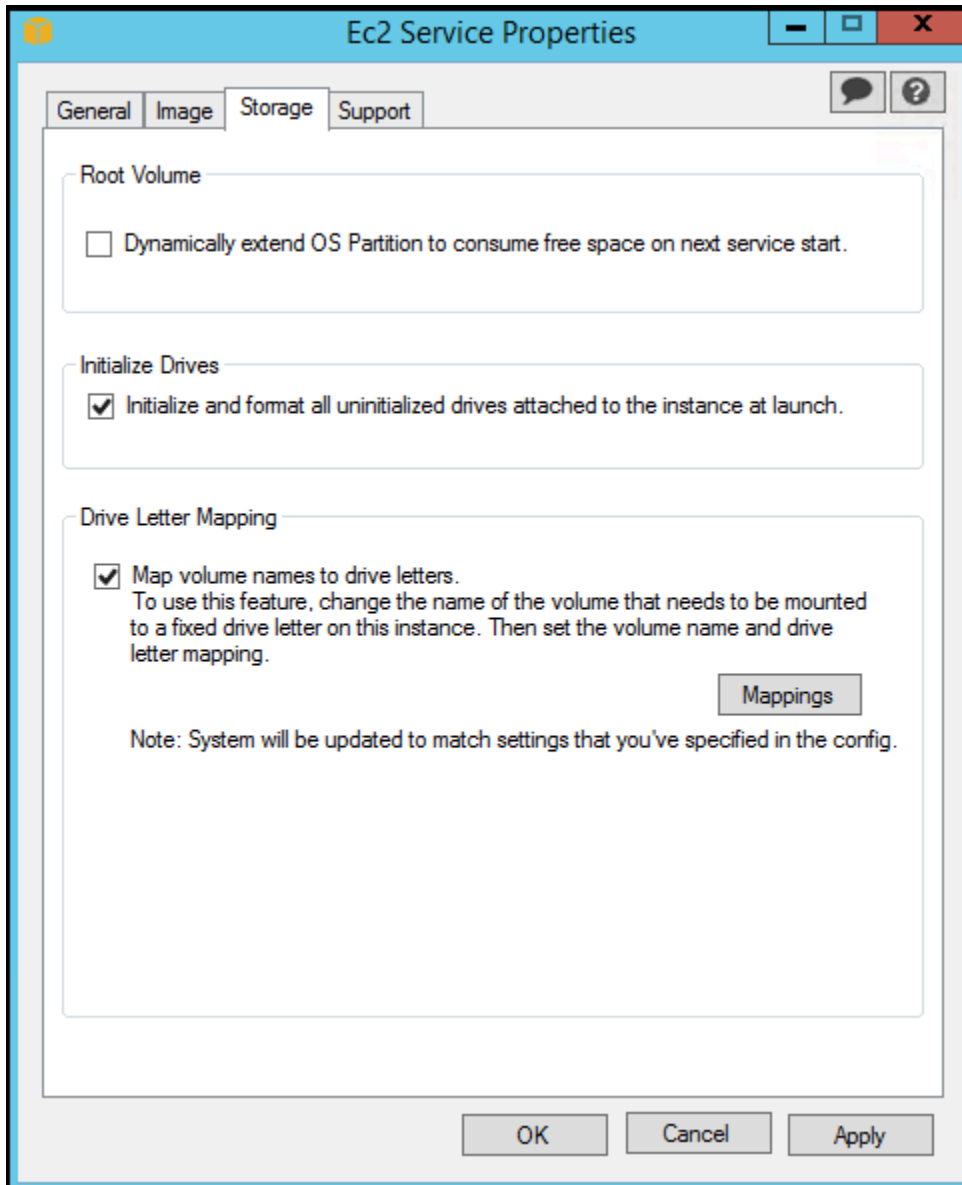 Ec2 Service Properties
General
Image
Storage
Support
Root Volume
Dynamically extend OS Partition to consume free space on next service start.
Initialize Drives
Initialize and format all uninitialized drives attached to the instance at launch.
Drive Letter Mapping
Map volume names to drive letters.
To use this feature, change the name of the volume that needs to be mounted
to a fixed drive letter on this instance. Then set the volume name and drive
letter mapping.
Mappings
Note: System will be updated to match settings that you've specified in the config.
OK
Cancel
Apply